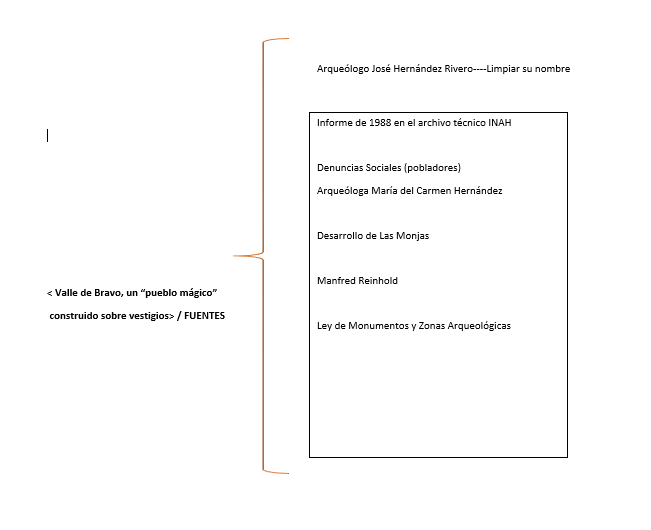 Arqueólogo José Hernández Rivero----Limpiar su nombre
Informe de 1988 en el archivo técnico INAH
Denuncias Sociales (pobladores)
Arqueóloga María del Carmen Hernández
Desarrollo de Las Monjas
Manfred Reinhold
Ley de Monumentos y Zonas Arqueológicas
< Valle de Bravo, un “pueblo mágico”
construido sobre vestigios> / FUENTES